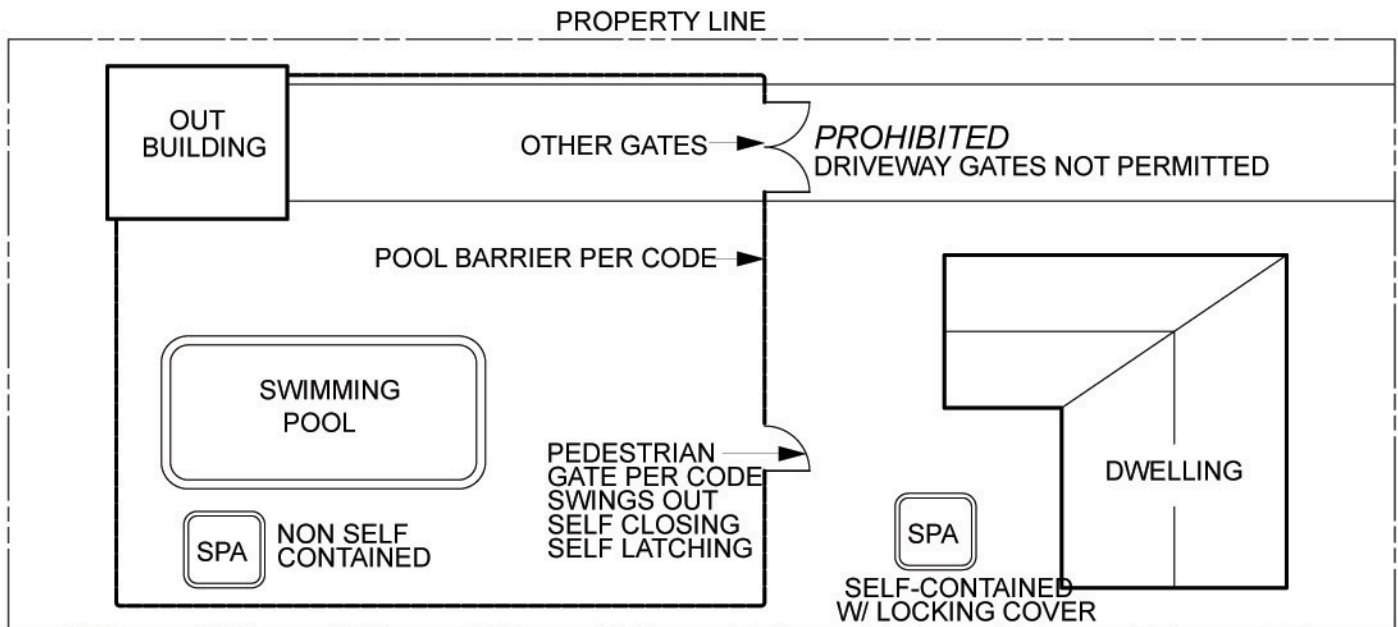 PROPERTY LINE
OUT
BUILDING
OTHER GATES
PROHIBITED
DRIVEWAY GATES NOT PERMITTED
POOL BARRIER PER CODE
SWIMMING
POOL
PEDESTRIAN
GATE PER CODE
SWINGS OUT
SELF CLOSING
SELF LATCHING
DWELLING
SPA
NON SELF
CONTAINED
SPA
SELF-CONTAINED
W/ LOCKING COVER